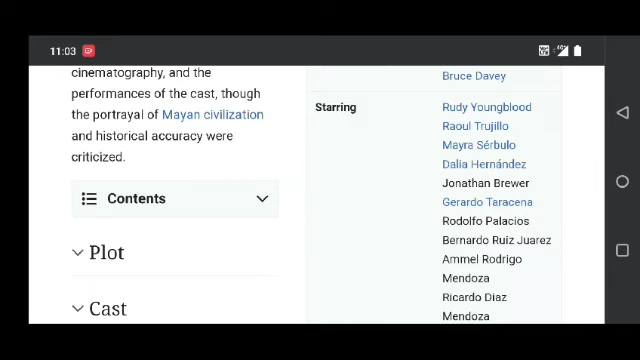 11:03
cinematography, and the
performances of the cast, though
the portrayal of Mayan civilization
and historical accuracy were
criticized.
Contents
Plot
Cast
Bruce Davey
Starring
Rudy Youngblood
Raoul Trujillo
Mayra Sérbulo
Dalia Hernández
Jonathan Brewer
Gerardo Taracena
Rodolfo Palacios
Bernardo Ruiz Juarez
Ammel Rodrigo
Mendoza
Ricardo Diaz
Mendoza